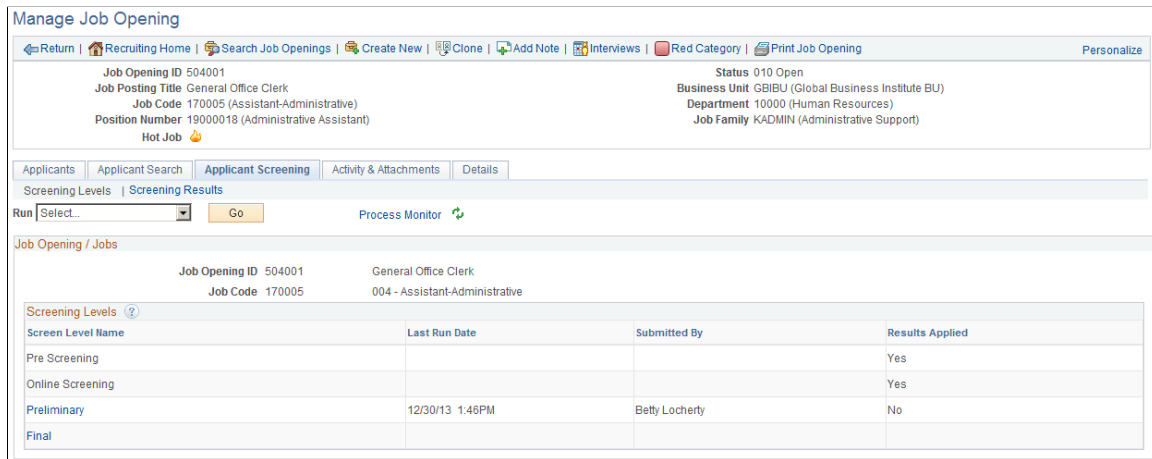 Manage Job Opening
Return | Recruiting Home | Search Job Openings | Create New | Clone | Add Note | Interviews | Red Category | Print Job Opening Personalize
Job Opening ID 504001 Status 010 Open
Job Posting Title General Office Clerk Business Unit GBIBU (Global Business Institute BU)
Job Code 170005 (Assistant-Administrative) Department 10000 (Human Resources)
Position Number 19000018 (Administrative Assistant) Job Family KADMIN (Administrative Support)
Hot Job
Applicants Applicant Search Applicant Screening Activity & Attachments Details
Screening Levels | Screening Results
Run Select... Go Process Monitor
Job Opening / Jobs
Job Opening ID 504001 General Office Clerk
Job Code 170005 004 - Assistant-Administrative
Screening Levels ?
Screen Level Name Last Run Date Submitted By Results Applied
Pre Screening Yes
Online Screening Yes
Preliminary 12/30/13 1:46PM Betty Locherty No
Final